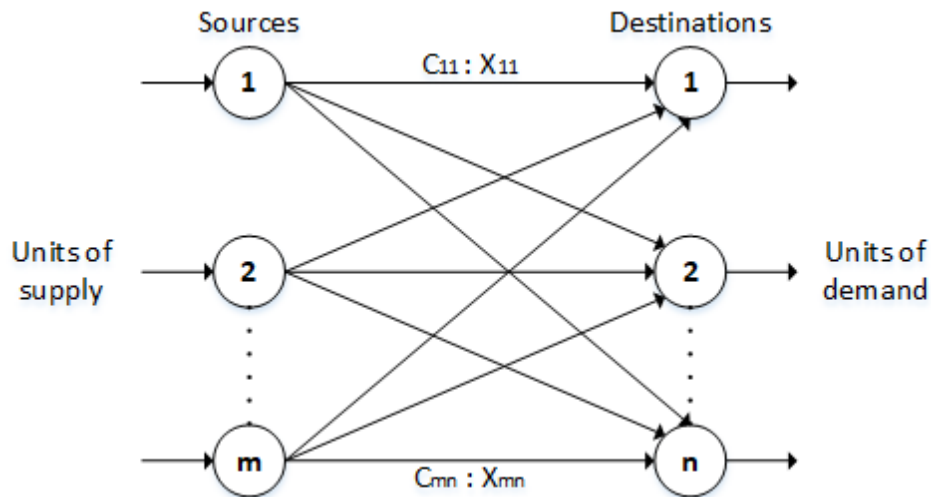 Sources
Destinations
1
C11 : X11
1
Units of
supply
2
2
Units of
demand
m
Cmn : Xmn
n